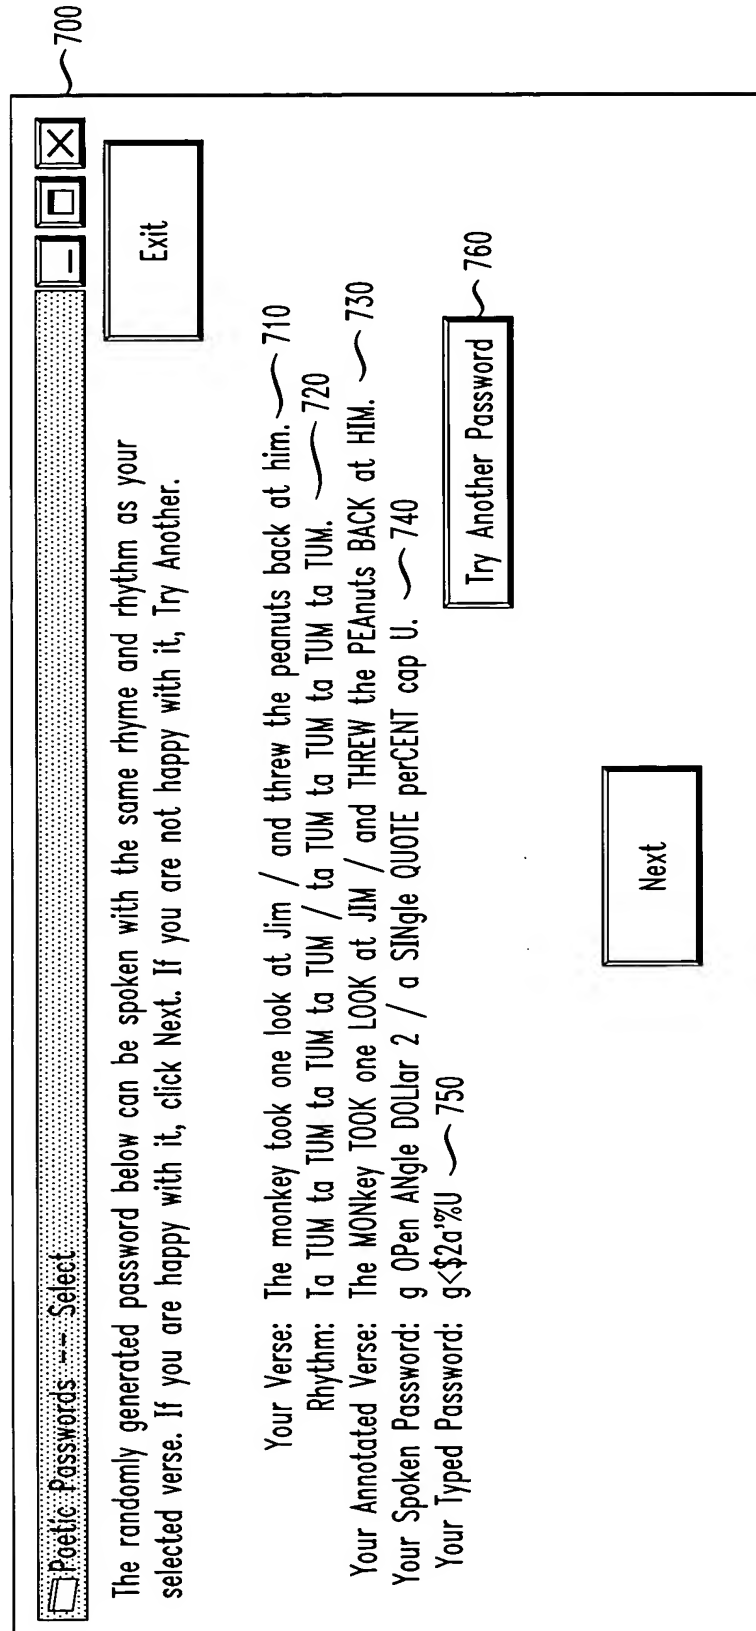 700
Poetic Passwords -- Select
The randomly generated password below can be spoken with the same rhyme and rhythm as your
selected verse. If you are happy with it, click Next. If you are not happy with it, Try Another.
Exit
Your Verse: The monkey took one look at Jim / and threw the peanuts back at him. 710
Rhythm: Ta TUM ta TUM ta TUM ta TUM / ta TUM ta TUM ta TUM ta TUM. 720
Your Annotated Verse: The MONkey TOOK one LOOK at JIM / and THREW the PEAnuts BACK at HIM. 730
Your Spoken Password: g OPen ANgle DOLlar 2 / a SINgle QUOTE perCENT cap U. 740
Your Typed Password: g<$2a'%U 750
Try Another Password 760
Next